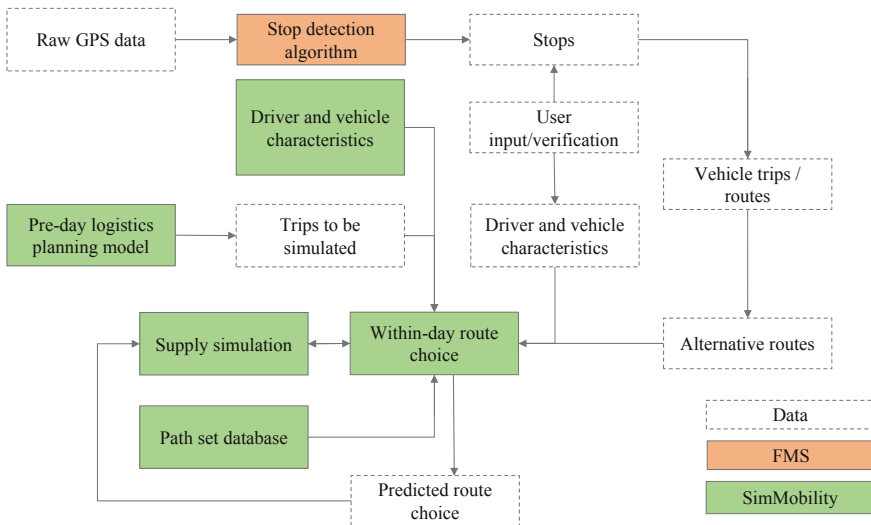 Raw GPS data
Stop detection
algorithm
Stops
Driver and vehicle
characteristics
User
input/verification
Vehicle trips /
routes
Pre-day logistics
planning model
Trips to be
simulated
Driver and vehicle
characteristics
Supply simulation
Within-day route
choice
Alternative routes
Path set database
Data
FMS
Predicted route
choice
SimMobility